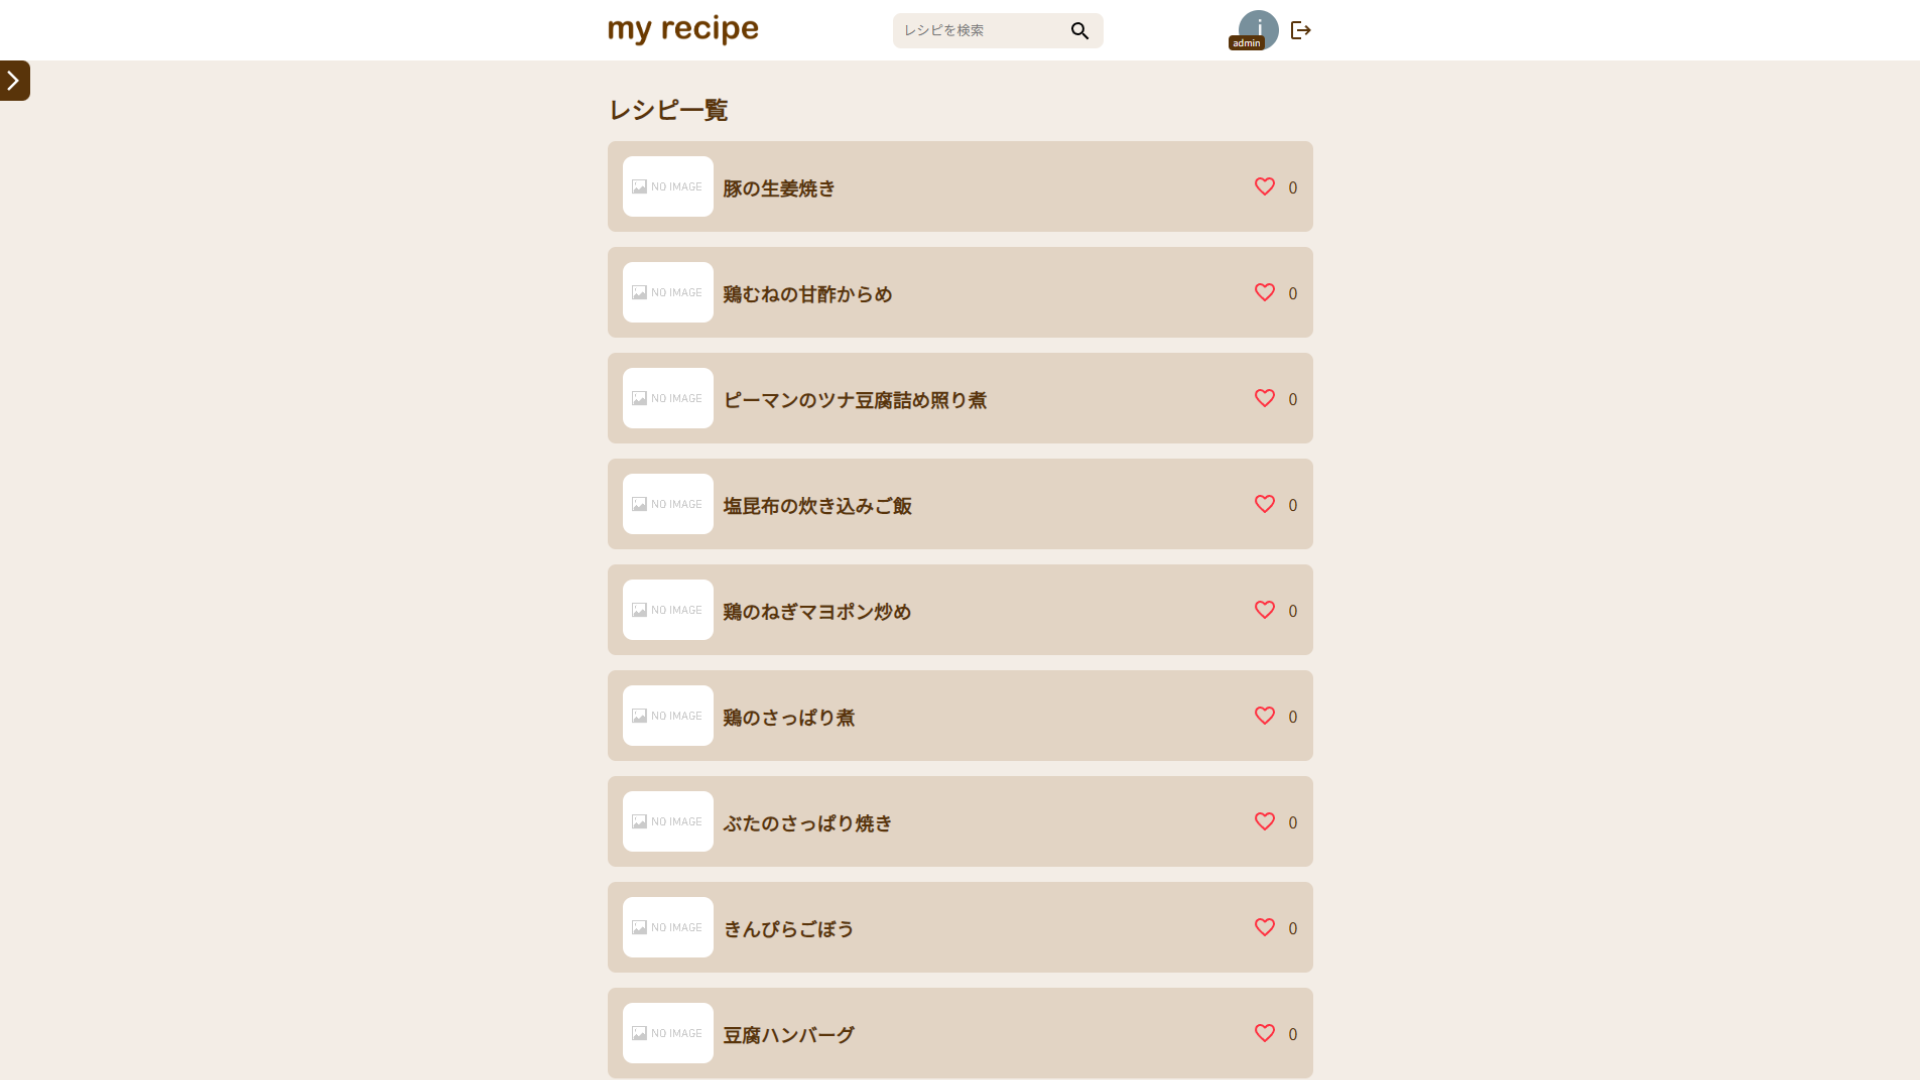 my recipe
レシピを検索
i
admin
レシピ一覧
NO IMAGE
豚の生姜焼き
0
NO IMAGE
鶏むねの甘酢からめ
0
NO IMAGE
ピーマンのツナ豆腐詰め照り煮
0
NO IMAGE
塩昆布の炊き込みご飯
0
NO IMAGE
鶏のねぎマヨポン炒め
0
NO IMAGE
鶏のさっぱり煮
0
NO IMAGE
ぶたのさっぱり焼き
0
NO IMAGE
きんぴらごぼう
0
NO IMAGE
豆腐ハンバーグ
0